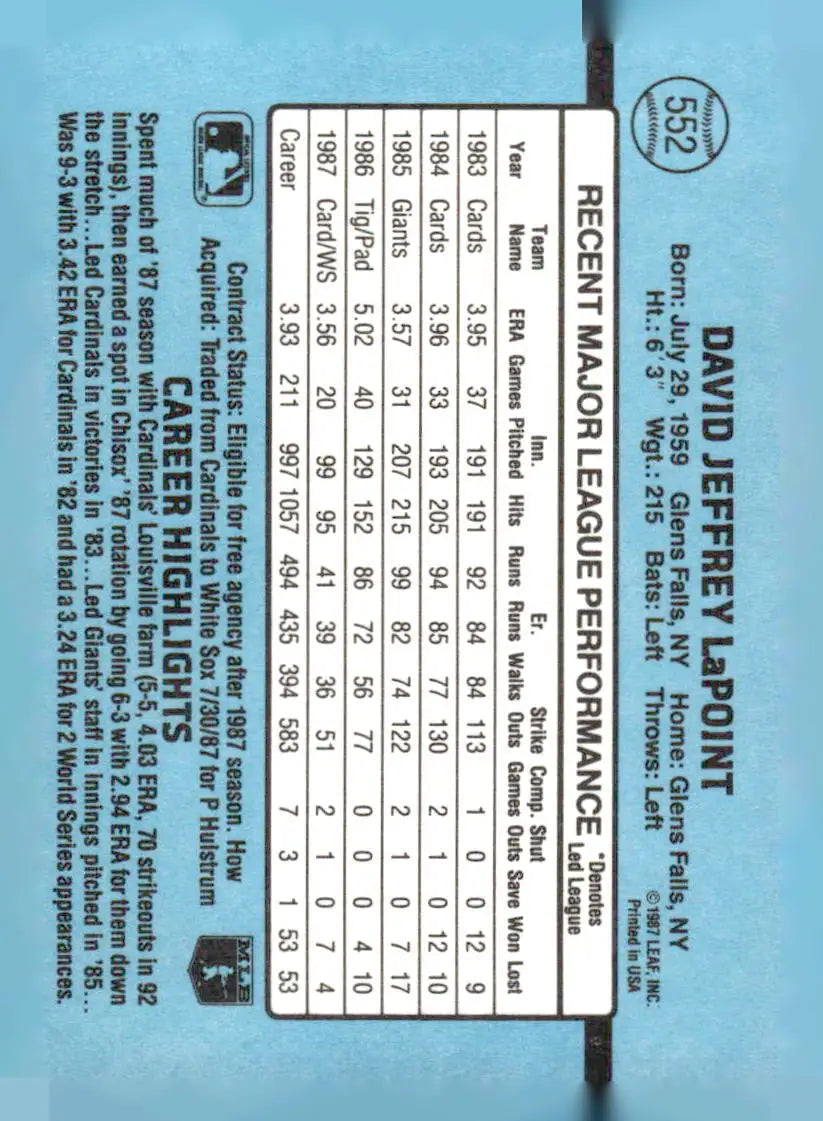 552
DAVID JEFFREY LaPOINT
Born: July 29, 1959 Glens Falls, NY Home: Glens Falls, NY
Ht.: 6' 3" Wgt.: 215 Bats: Left Throws: Left
© 1987 LEAF, INC.
Printed in USA
RECENT MAJOR LEAGUE PERFORMANCE *Denotes Led League
Team Inn. Er. Strike Comp. Shut
Year Name ERA Games Pitched Hits Runs Runs Walks Outs Games Outs Save Won Lost
1983 Cards 3.95 37 191 191 92 84 84 113 1 0 0 12 9
1984 Cards 3.96 33 193 205 94 85 77 130 2 1 0 12 10
1985 Giants 3.57 31 207 215 99 82 74 122 2 1 0 7 17
1986 Tig/Pad 5.02 40 129 152 86 72 56 77 0 0 0 4 10
1987 Card/WS 3.56 20 99 95 41 39 36 51 2 1 0 7 4
Career 3.93 211 997 1057 494 435 394 583 7 3 1 53 53
Contract Status: Eligible for free agency after 1987 season. How
Acquired: Traded from Cardinals to White Sox 7/30/87 for P Hulstrum
MLB
CAREER HIGHLIGHTS
Spent much of '87 season with Cardinals' Louisville farm (5-5, 4.03 ERA, 70 strikeouts in 92
innings), then earned a spot in Chisox' '87 rotation by going 6-3 with 2.94 ERA for them down
the stretch...Led Cardinals in victories in '83...Led Giants' staff in innings pitched in '85...
Was 9-3 with 3.42 ERA for Cardinals in '82 and had a 3.24 ERA for 2 World Series appearances.